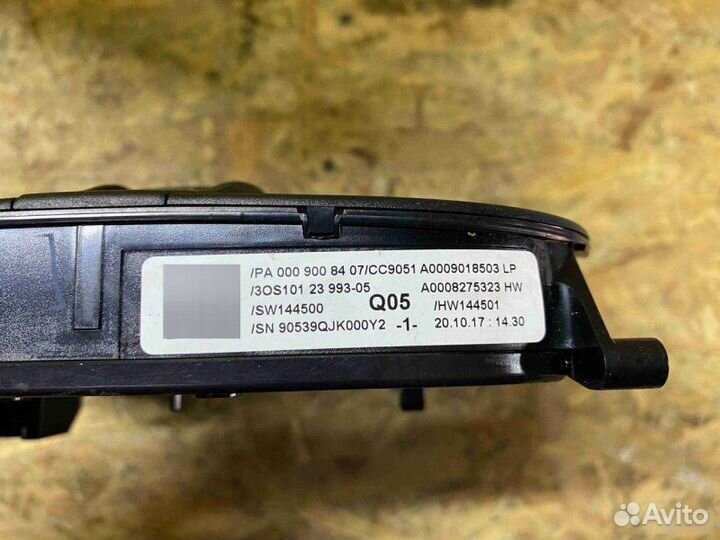 /PA 000 900 84 07/CC9051 A0009018503 LP
/3OS101 23 993-05 A0008275323 HW
/SW144500 Q05 /HW144501
/SN 90539QJK000Y2 -1- 20.10.17 : 14.30
Avito